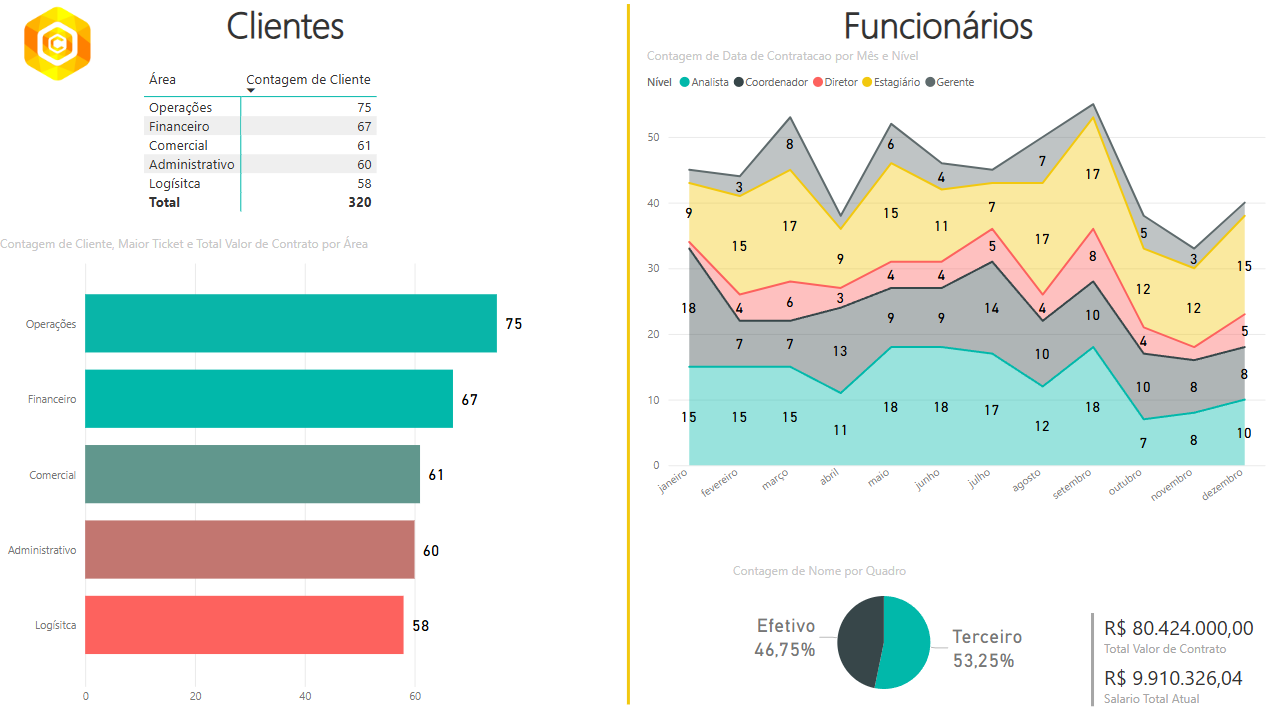 Clientes
Área Contagem de Cliente
Operações 75
Financeiro 67
Comercial 61
Administrativo 60
Logísitca 58
Total 320
Contagem de Cliente, Maior Ticket e Total Valor de Contrato por Área
Operações 75
Financeiro 67
Comercial 61
Administrativo 60
Logísitca 58
0 20 40 60
Funcionários
Contagem de Data de Contratacao por Mês e Nível
Nível Analista Coordenador Diretor Estagiário Gerente
50
40
30
20
10
0
3 8 6 4 7 5 3
9 15 17 9 15 11 7 17 17 12 12 15
4 6 3 4 4 5 4 8 4 5
18 7 7 13 9 9 14 10 10 10 8 8
15 15 15 11 18 18 17 12 18 7 8 10
janeiro fevereiro março abril maio junho julho agosto setembro outubro novembro dezembro
Contagem de Nome por Quadro
Efetivo
46,75%
Terceiro
53,25%
R$ 80.424.000,00
Total Valor de Contrato
R$ 9.910.326,04
Salario Total Atual